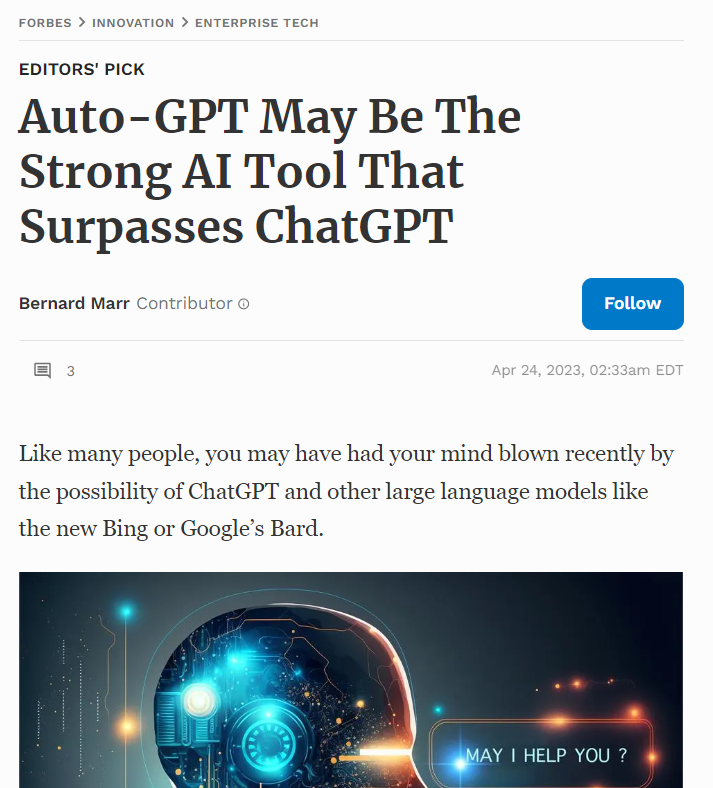 FORBES > INNOVATION > ENTERPRISE TECH
EDITORS' PICK
Auto-GPT May Be The
Strong AI Tool That
Surpasses ChatGPT
Bernard Marr Contributor
Follow
3
Apr 24, 2023, 02:33am EDT
Like many people, you may have had your mind blown recently by
the possibility of ChatGPT and other large language models like
the new Bing or Google’s Bard.
MAY I HELP YOU ?